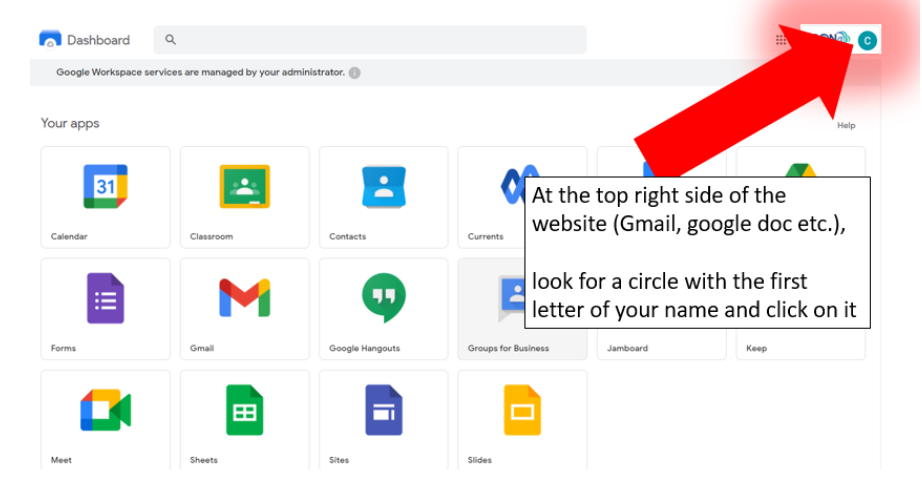 Dashboard
C
Google Workspace services are managed by your administrator.
Your apps
Help
31
Calendar
Classroom
Contacts
Currents
At the top right side of the
website (Gmail, google doc etc.),
look for a circle with the first
letter of your name and click on it
Forms
Gmail
Google Hangouts
Groups for Business
Jamboard
Keep
Meet
Sheets
Sites
Slides